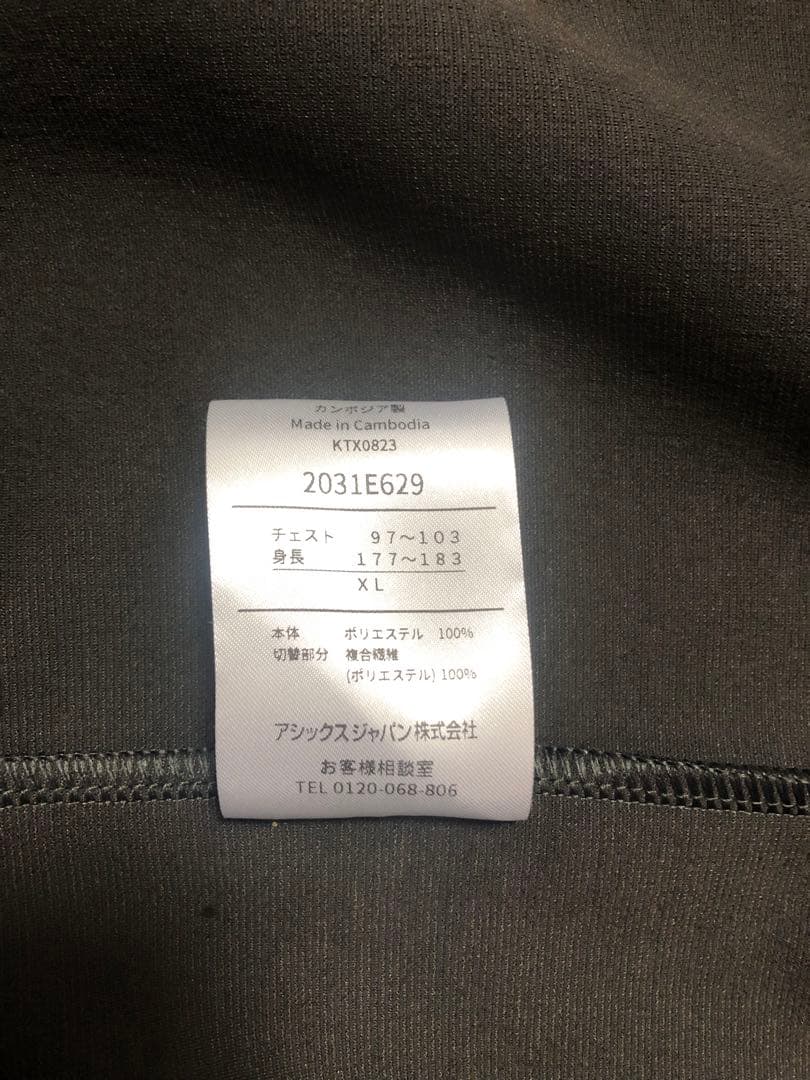 カンボジア製
Made in Cambodia
KTX0823
2031E629
チェスト 97～103
身長 177～183
XL
本体 ポリエステル 100%
切替部分 複合繊維
(ポリエステル) 100%
アシックスジャパン株式会社
お客様相談室
TEL 0120-068-806